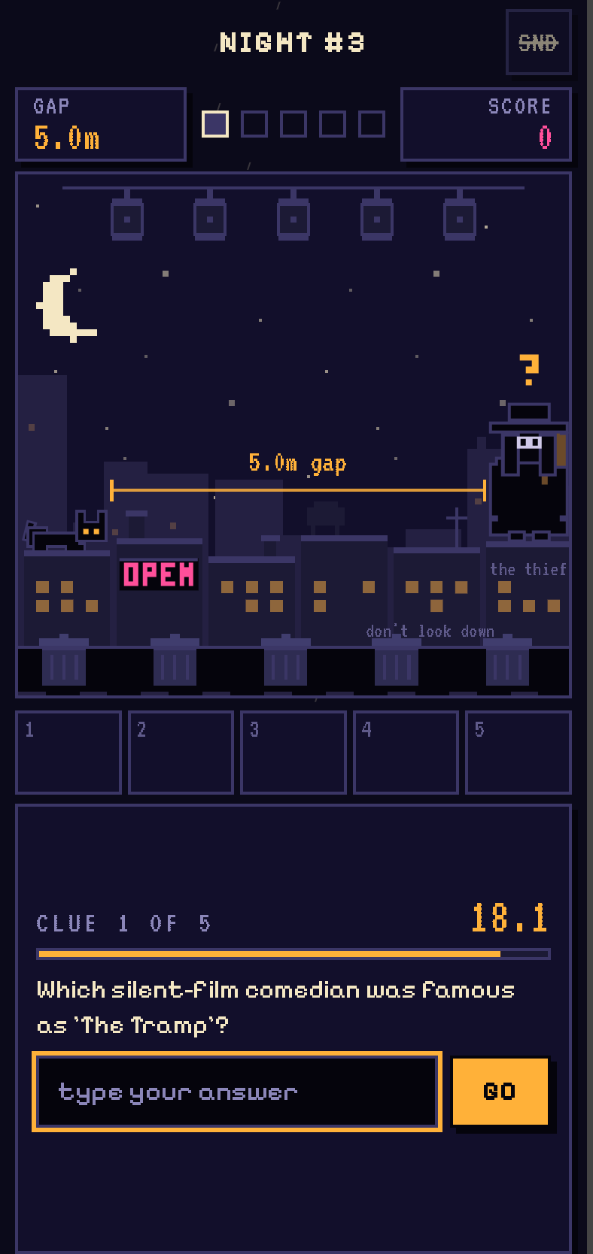 NIGHT #3
SND
GAP
5.0m
SCORE
0
?
5.0m gap
OPEN
the thief
don't look down
1
2
3
4
5
CLUE 1 OF 5
18.1
Which silent-film comedian was famous
as 'The Tramp'?
type your answer
GO